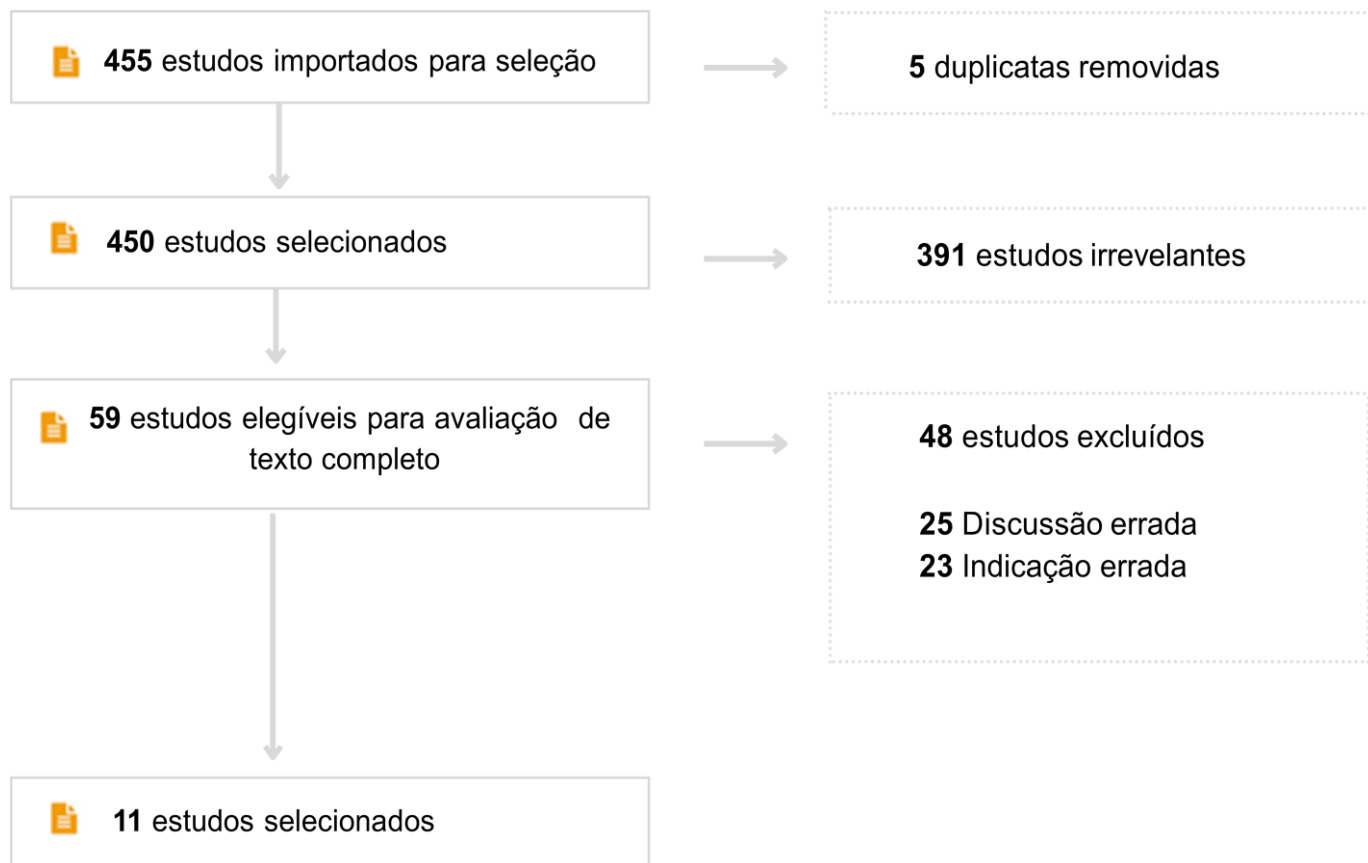 455 estudos importados para seleção
5 duplicatas removidas
450 estudos selecionados
391 estudos irrevelantes
59 estudos elegíveis para avaliação de
texto completo
48 estudos excluídos
25 Discussão errada
23 Indicação errada
11 estudos selecionados